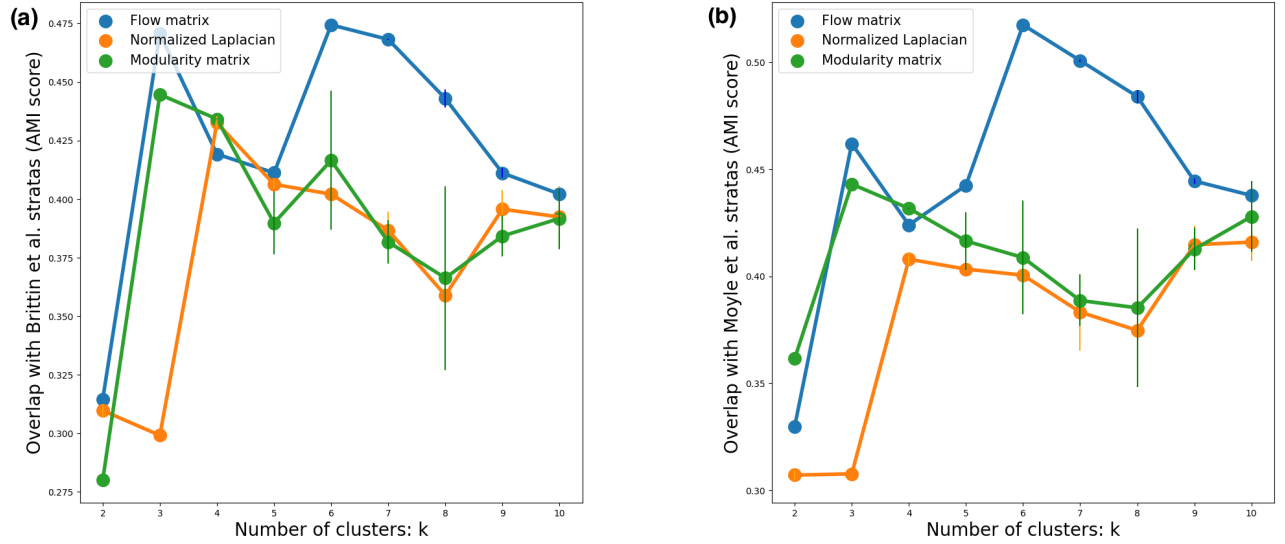 (a)
Flow matrix
Normalized Laplacian
Modularity matrix
Overlap with Brittin et al. stratas (AMI score)
0.475
0.450
0.425
0.400
0.375
0.350
0.325
0.300
0.275
2 3 4 5 6 7 8 9 10
Number of clusters: k
(b)
Flow matrix
Normalized Laplacian
Modularity matrix
Overlap with Moyle et al. stratas (AMI score)
0.50
0.45
0.40
0.35
0.30
2 3 4 5 6 7 8 9 10
Number of clusters: k